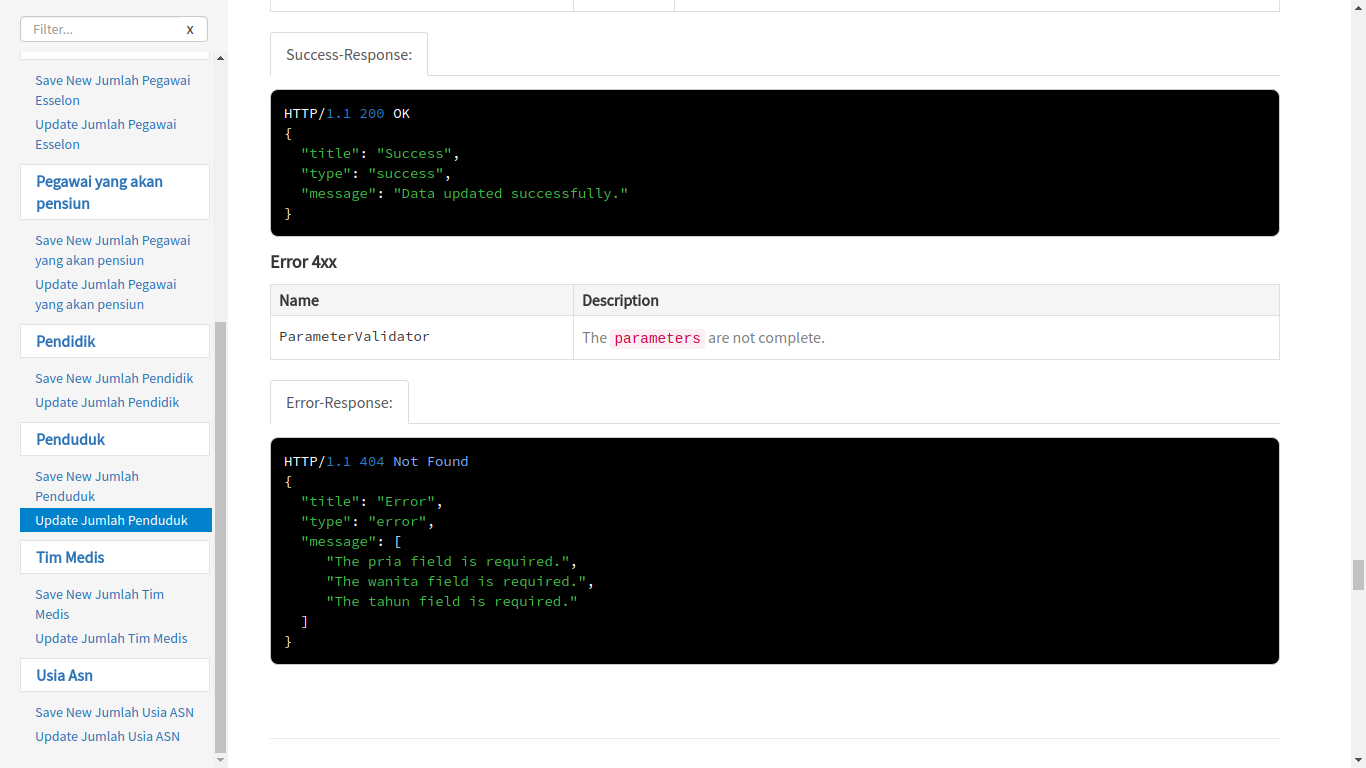 Filter...
x
Save New Jumlah Pegawai
Esselon
Update Jumlah Pegawai
Esselon
Pegawai yang akan
pensiun
Save New Jumlah Pegawai
yang akan pensiun
Update Jumlah Pegawai
yang akan pensiun
Pendidik
Save New Jumlah Pendidik
Update Jumlah Pendidik
Penduduk
Save New Jumlah
Penduduk
Update Jumlah Penduduk
Tim Medis
Save New Jumlah Tim
Medis
Update Jumlah Tim Medis
Usia Asn
Save New Jumlah Usia ASN
Update Jumlah Usia ASN
Success-Response:
HTTP/1.1 200 OK
{
  "title": "Success",
  "type": "success",
  "message": "Data updated successfully."
}
Error 4xx
Name Description
ParameterValidator The parameters are not complete.
Error-Response:
HTTP/1.1 404 Not Found
{
  "title": "Error",
  "type": "error",
  "message": [
     "The pria field is required.",
     "The wanita field is required.",
     "The tahun field is required."
  ]
}